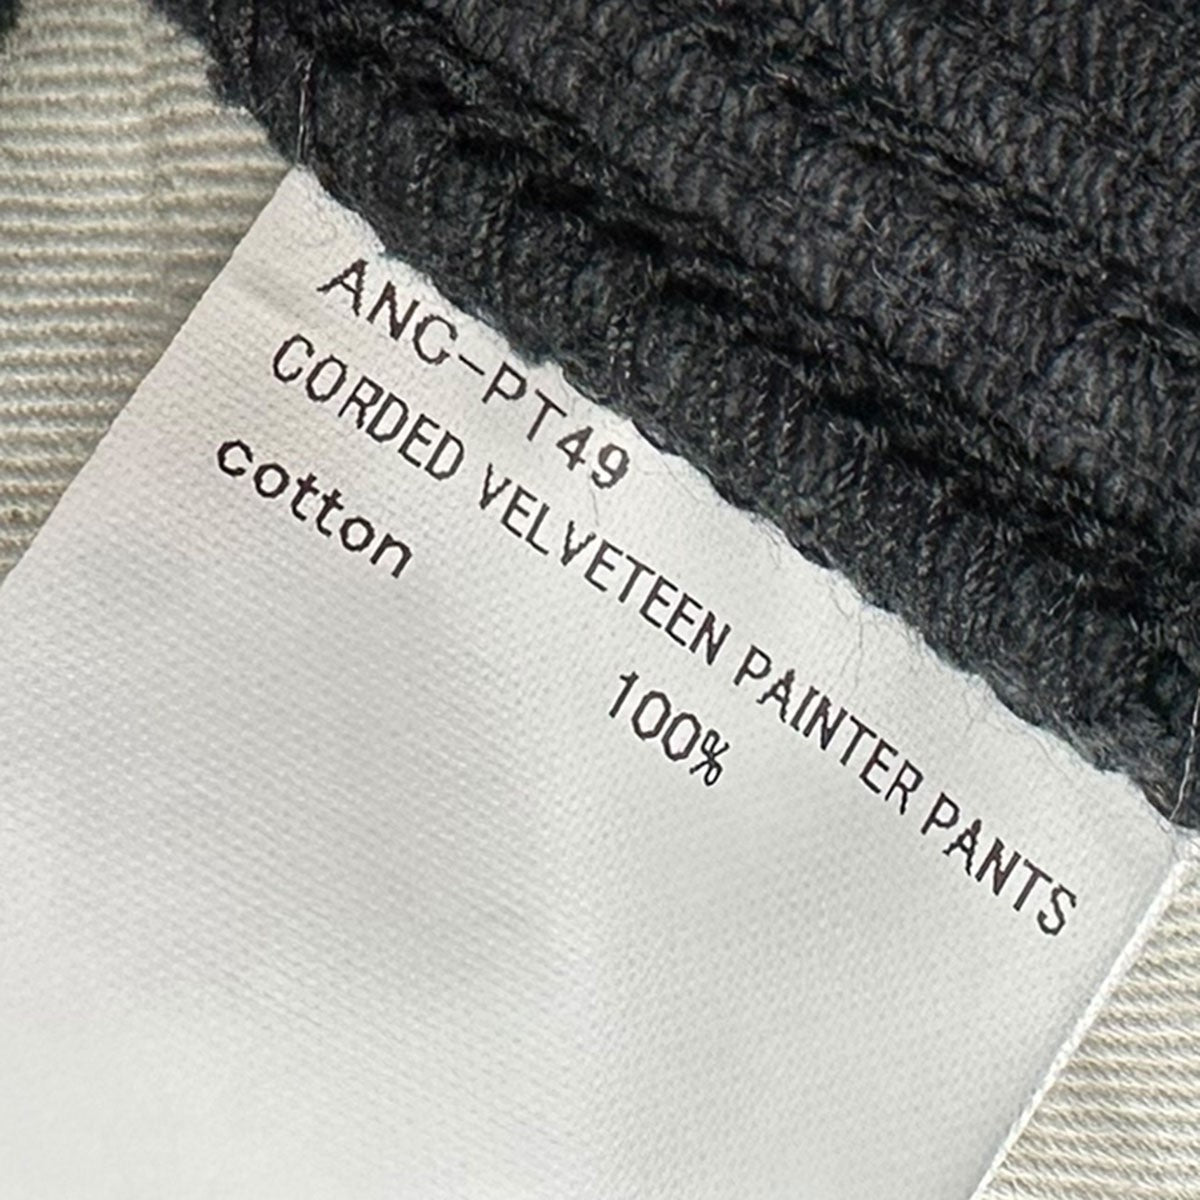 ANC-PT49
CORDED VELVETEEN PAINTER PANTS
cotton 100%